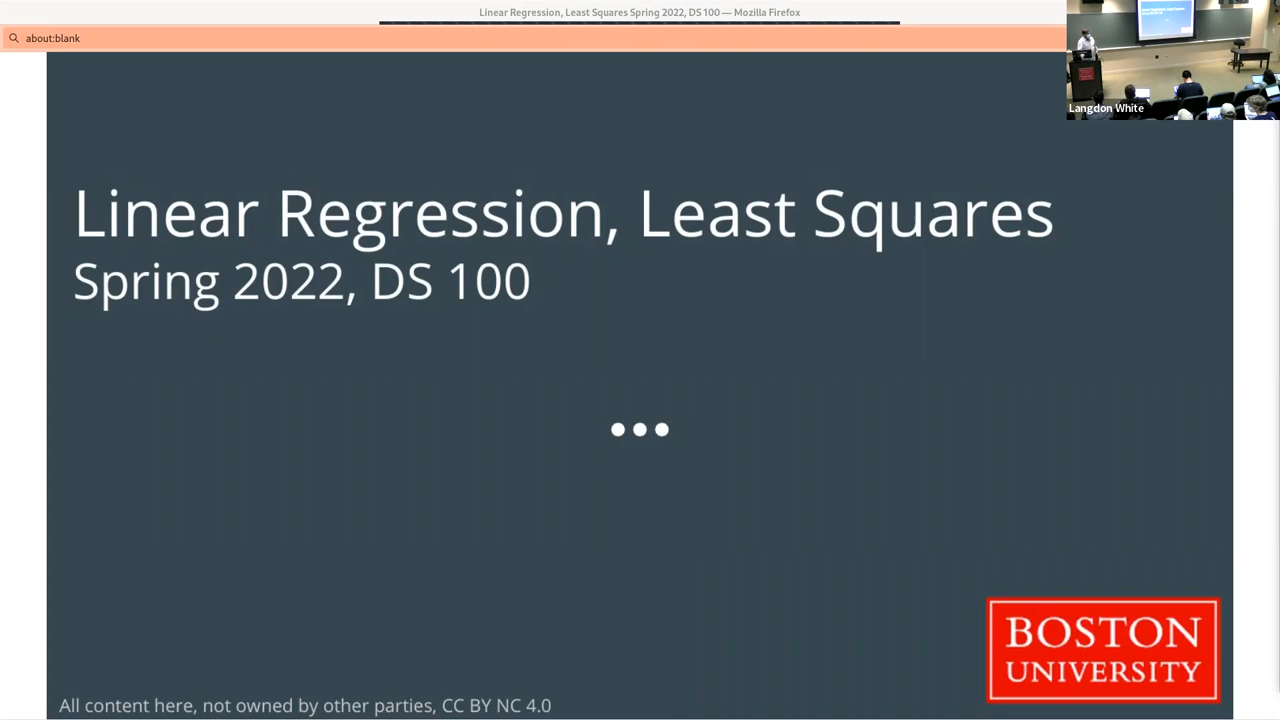 Linear Regression, Least Squares Spring 2022, DS 100 — Mozilla Firefox
about:blank
Langdon White
Linear Regression, Least Squares
Spring 2022, DS 100
BOSTON
UNIVERSITY
All content here, not owned by other parties, CC BY NC 4.0